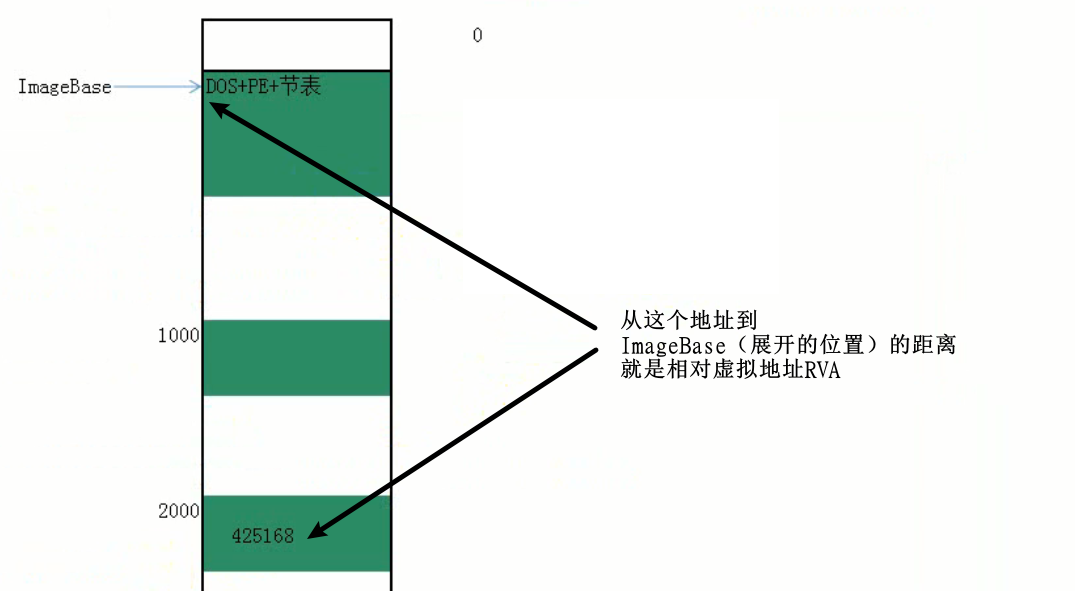 0
ImageBase
DOS+PE+节表
1000
从这个地址到
ImageBase（展开的位置）的距离
就是相对虚拟地址RVA
2000
425168